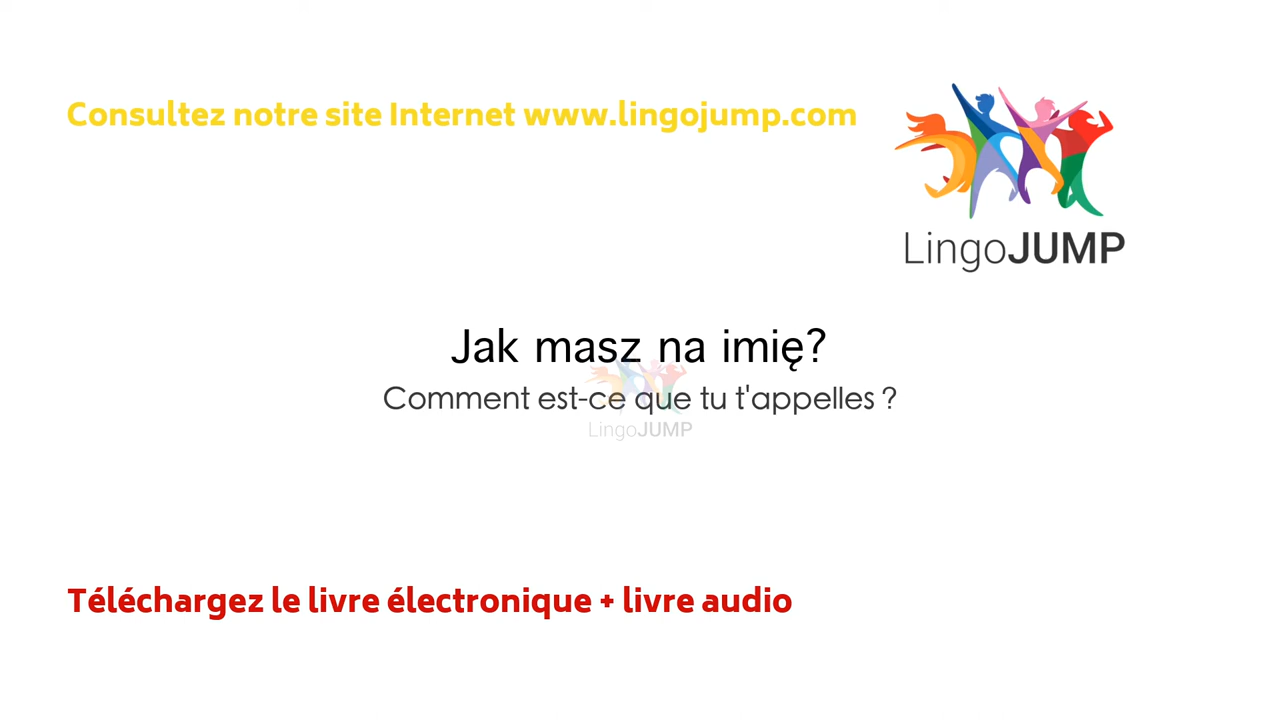 Consultez notre site Internet www.lingojump.com
LingoJUMP
Jak masz na imię?
Comment est-ce que tu t'appelles ?
LingoJUMP
Téléchargez le livre électronique + livre audio